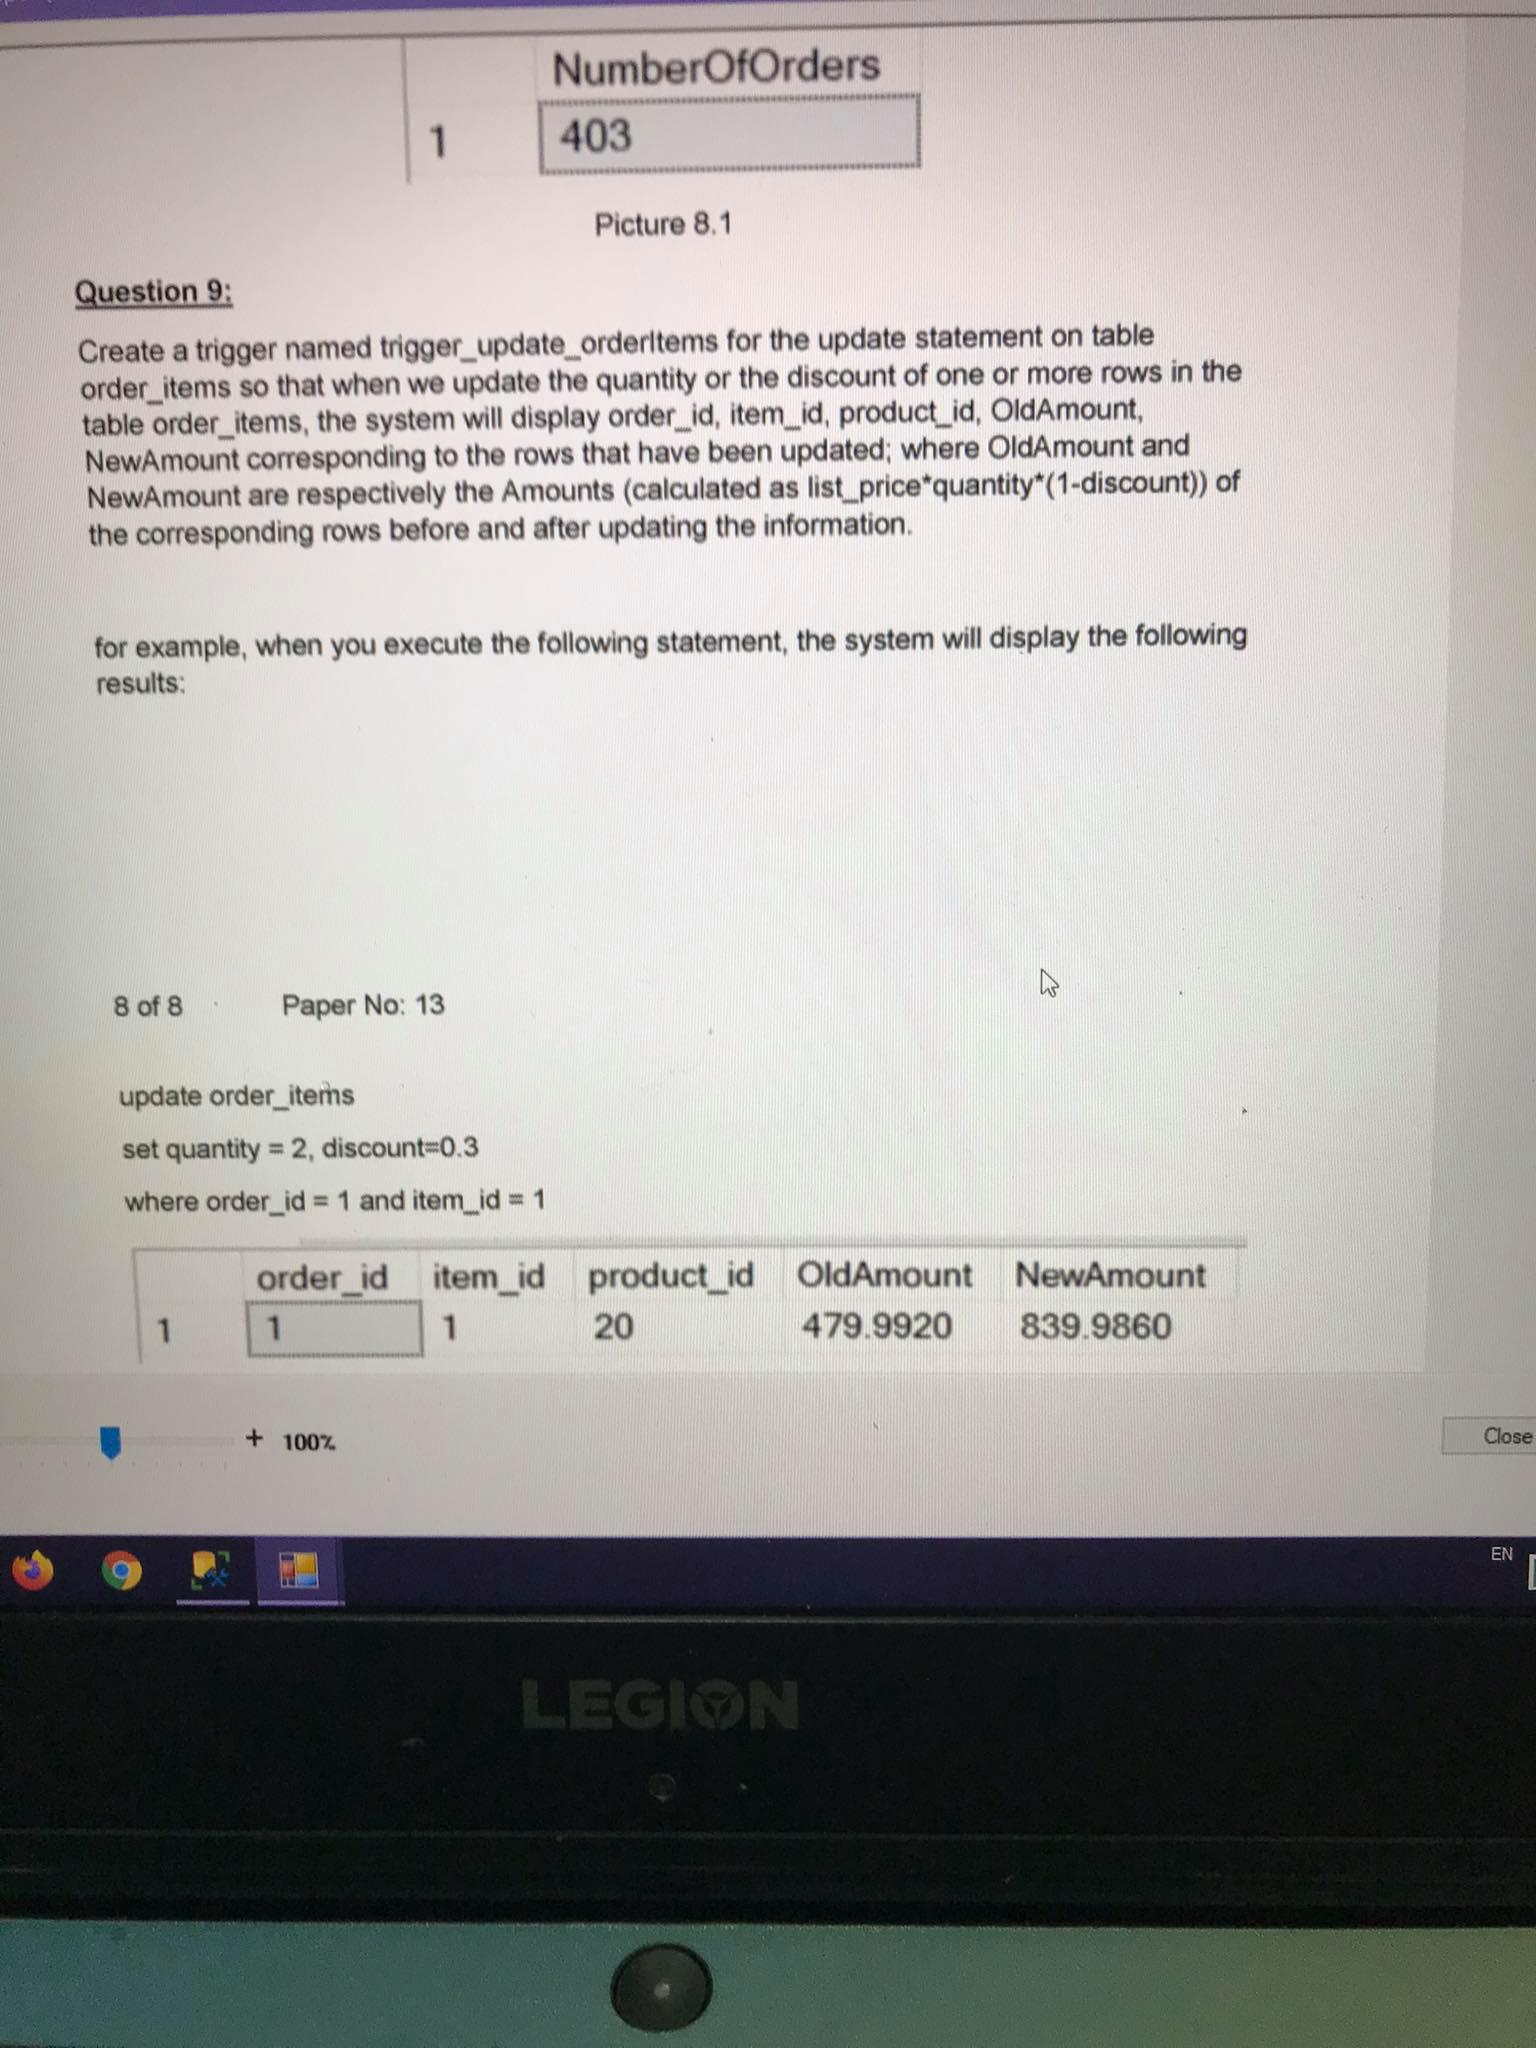 NumberOfOrders
1 403
Picture 8.1
Question 9:
Create a trigger named trigger_update_orderItems for the update statement on table
order_items so that when we update the quantity or the discount of one or more rows in the
table order_items, the system will display order_id, item_id, product_id, OldAmount,
NewAmount corresponding to the rows that have been updated; where OldAmount and
NewAmount are respectively the Amounts (calculated as list_price*quantity*(1-discount)) of
the corresponding rows before and after updating the information.
for example, when you execute the following statement, the system will display the following
results:
8 of 8 Paper No: 13
update order_items
set quantity = 2, discount=0.3
where order_id = 1 and item_id = 1
order_id item_id product_id OldAmount NewAmount
1 1 1 20 479.9920 839.9860
+ 100% Close
EN
LEGION